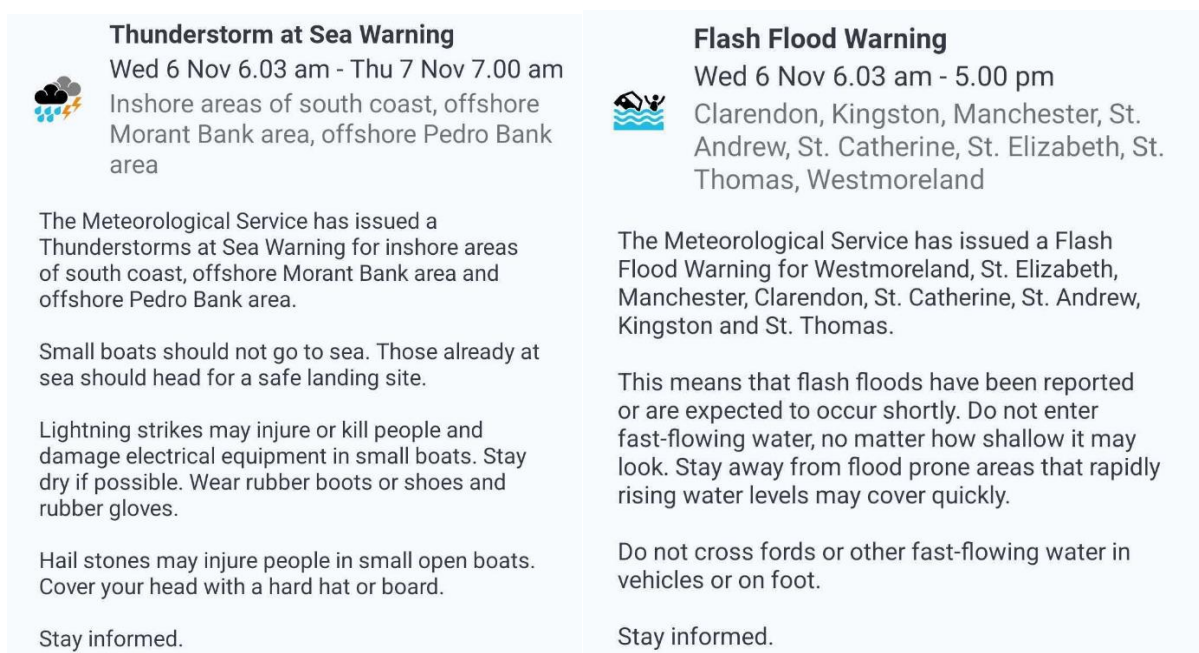 Thunderstorm at Sea Warning
Wed 6 Nov 6.03 am - Thu 7 Nov 7.00 am
Inshore areas of south coast, offshore
Morant Bank area, offshore Pedro Bank
area
The Meteorological Service has issued a
Thunderstorms at Sea Warning for inshore areas
of south coast, offshore Morant Bank area and
offshore Pedro Bank area.
Small boats should not go to sea. Those already at
sea should head for a safe landing site.
Lightning strikes may injure or kill people and
damage electrical equipment in small boats. Stay
dry if possible. Wear rubber boots or shoes and
rubber gloves.
Hail stones may injure people in small open boats.
Cover your head with a hard hat or board.
Stay informed.
Flash Flood Warning
Wed 6 Nov 6.03 am - 5.00 pm
Clarendon, Kingston, Manchester, St.
Andrew, St. Catherine, St. Elizabeth, St.
Thomas, Westmoreland
The Meteorological Service has issued a Flash
Flood Warning for Westmoreland, St. Elizabeth,
Manchester, Clarendon, St. Catherine, St. Andrew,
Kingston and St. Thomas.
This means that flash floods have been reported
or are expected to occur shortly. Do not enter
fast-flowing water, no matter how shallow it may
look. Stay away from flood prone areas that rapidly
rising water levels may cover quickly.
Do not cross fords or other fast-flowing water in
vehicles or on foot.
Stay informed.